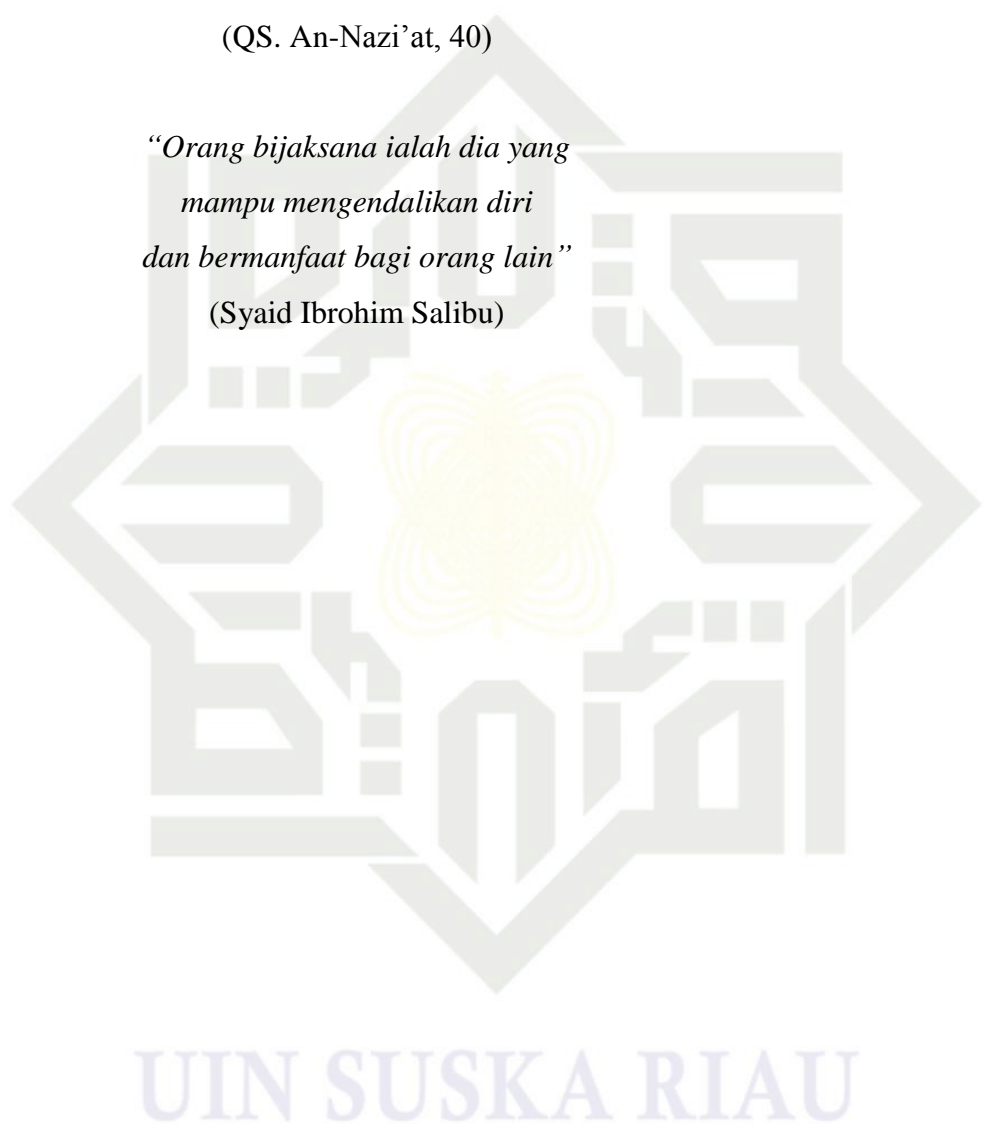 (QS. An-Nazi’at, 40)
“Orang bijaksana ialah dia yang
mampu mengendalikan diri
dan bermanfaat bagi orang lain”
(Syaid Ibrohim Salibu)
UIN SUSKA RIAU